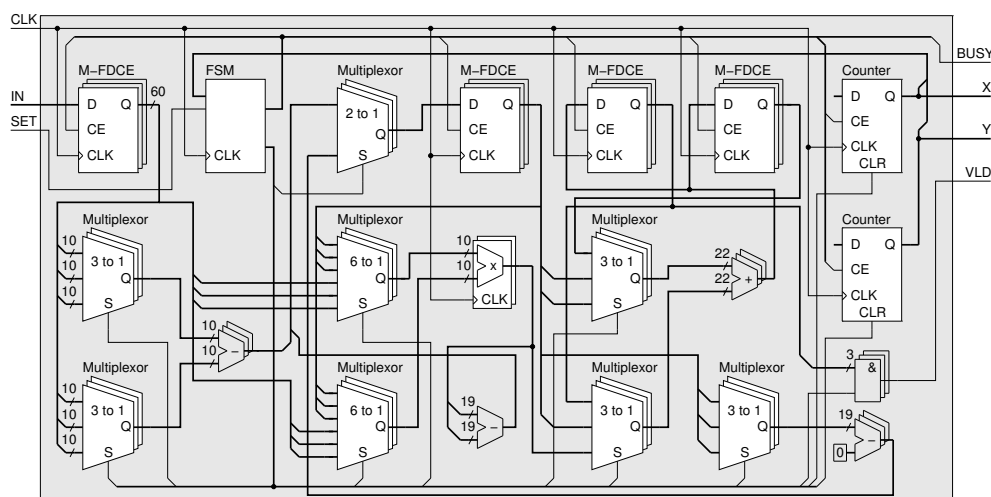 CLK
BUSY
M-FDCE
FSM
Multiplexor
M-FDCE
M-FDCE
M-FDCE
Counter
IN
D Q
60
2 to 1
D Q
D Q
D Q
D Q
X
SET
CE
Q
CE
CE
CE
CE
Y
CLK
CLK
S
CLK
CLK
CLK
CLK
CLR
VLD
Multiplexor
Multiplexor
Multiplexor
Counter
10
3 to 1
10
Q
10
S
6 to 1
Q
S
10
10
x
CLK
3 to 1
Q
S
22
22
+
D Q
CE
CLK
CLR
10
10
−
Multiplexor
Multiplexor
Multiplexor
Multiplexor
3
&
10
3 to 1
10
Q
10
S
6 to 1
Q
S
19
19
−
3 to 1
Q
S
3 to 1
Q
S
19
−
0